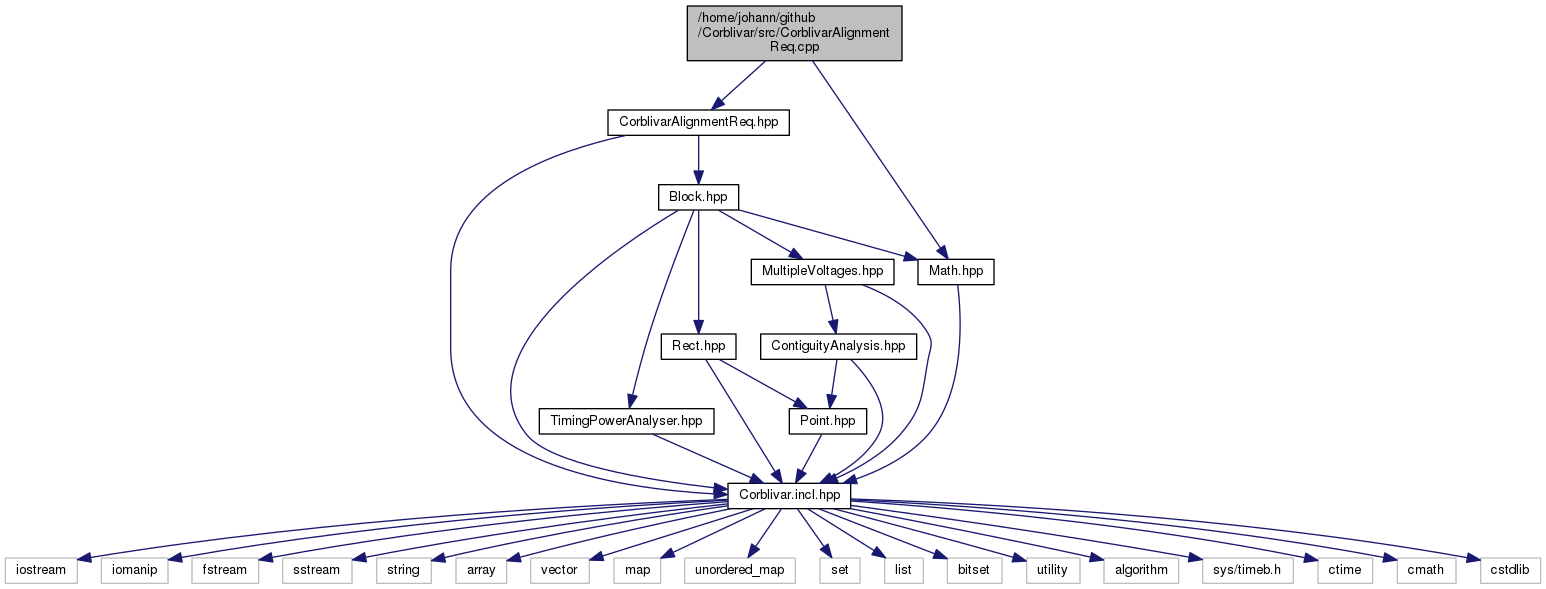 /home/johann/github
/Corblivar/src/CorblivarAlignment
Req.cpp
CorblivarAlignmentReq.hpp
Block.hpp
MultipleVoltages.hpp
Math.hpp
Rect.hpp
ContiguityAnalysis.hpp
TimingPowerAnalyser.hpp
Point.hpp
Corblivar.incl.hpp
iostream
iomanip
fstream
sstream
string
array
vector
map
unordered_map
set
list
bitset
utility
algorithm
sys/timeb.h
ctime
cmath
cstdlib